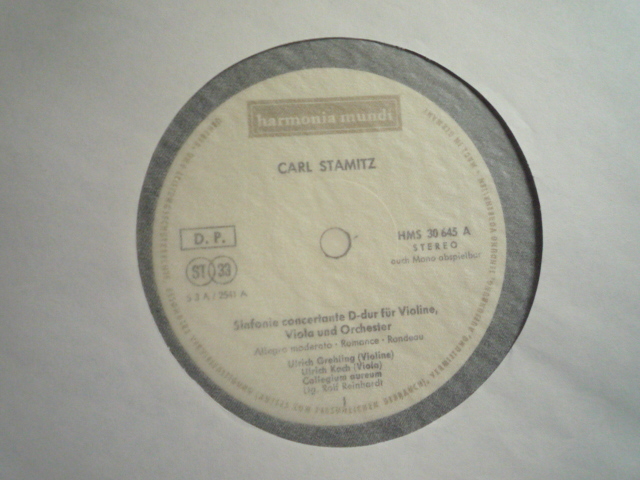 harmonia mundi
CARL STAMITZ
D. P.
HMS 30 645 A
STEREO
auch Mono abspielbar
ST 33
Sinfonie concertante D-dur für Violine,
Viola und Orchester
Allegro moderato · Romance · Rondeau
Ulrich Grehling (Violine)
Ulrich Koch (Viola)
Collegium aureum
Ltg. Rolf Reinhardt
1